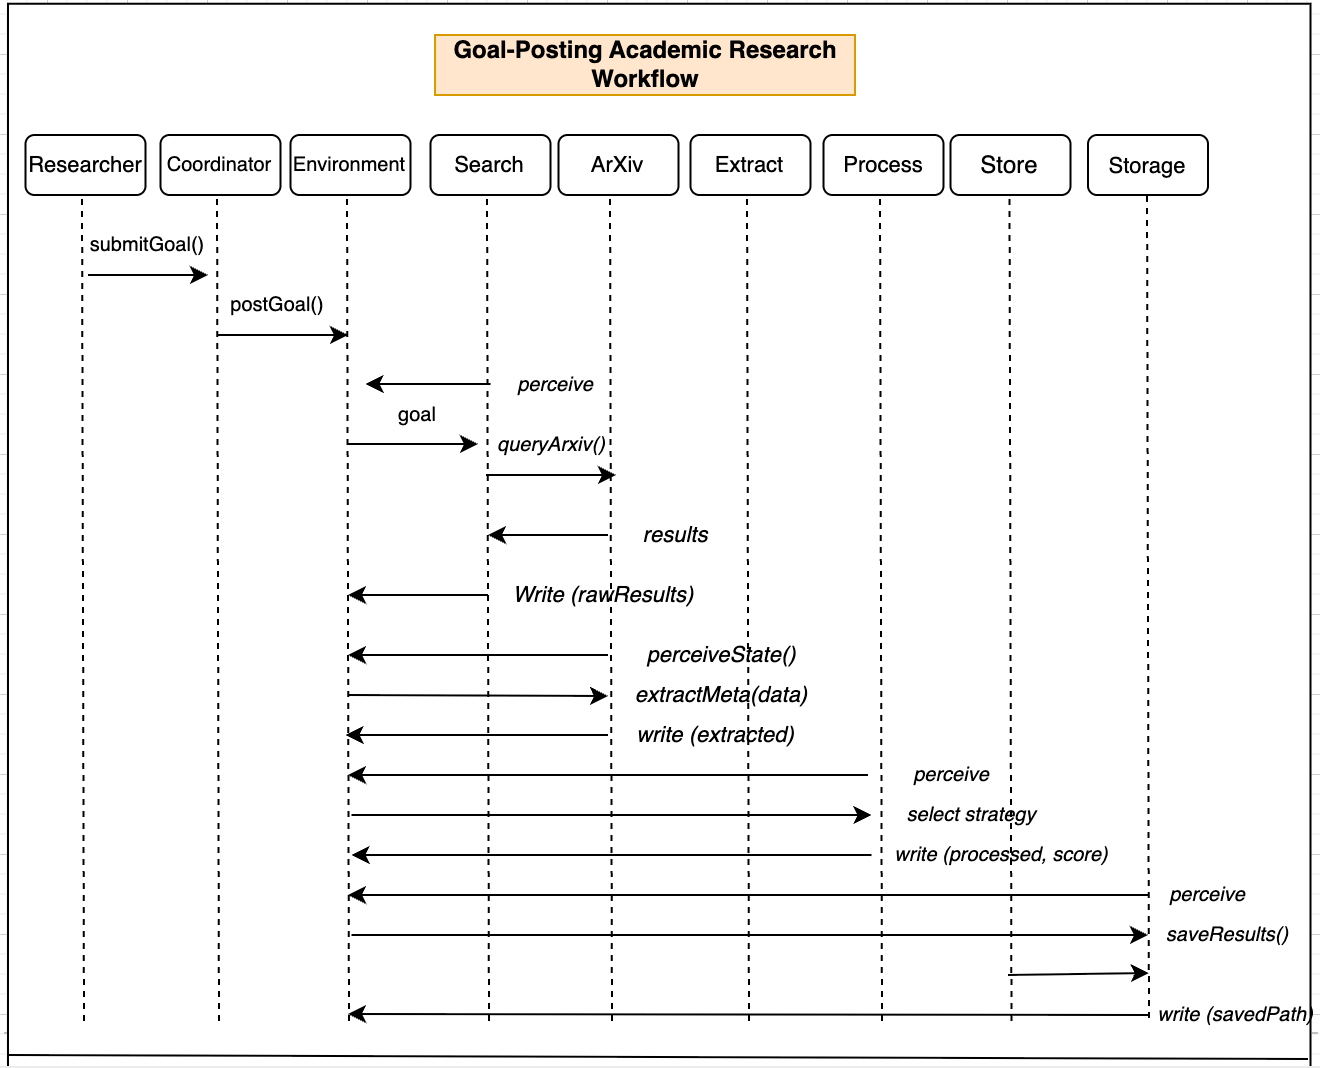 Goal-Posting Academic Research
Workflow
Researcher
Coordinator
Environment
Search
ArXiv
Extract
Process
Store
Storage
submitGoal()
postGoal()
perceive
goal
queryArxiv()
results
Write (rawResults)
perceiveState()
extractMeta(data)
write (extracted)
perceive
select strategy
write (processed, score)
perceive
saveResults()
write (savedPath)